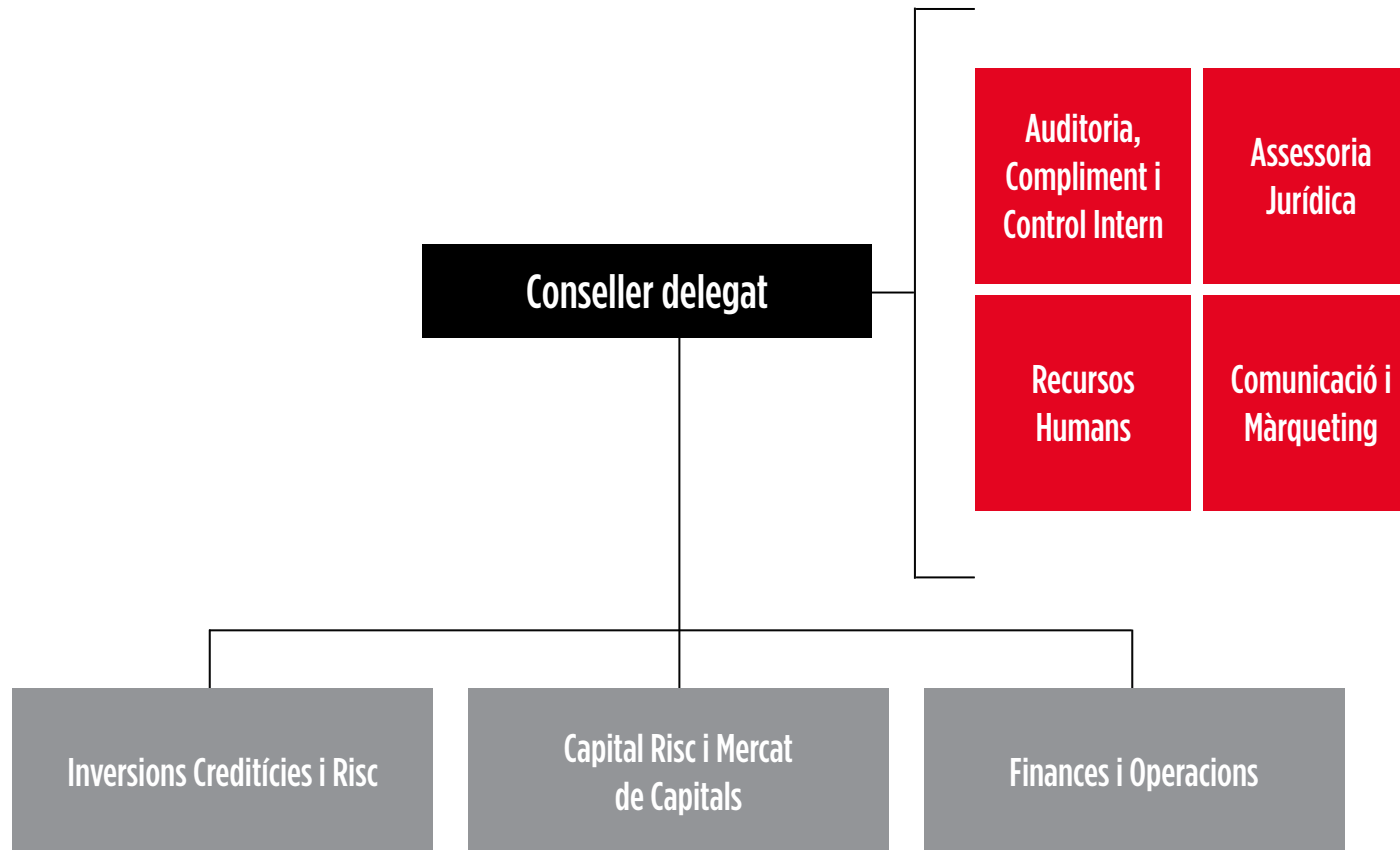 Auditoria,
Compliment i
Control Intern
Assessoria
Jurídica
Conseller delegat
Recursos
Humans
Comunicació i
Màrqueting
Inversions Creditícies i Risc
Capital Risc i Mercat
de Capitals
Finances i Operacions